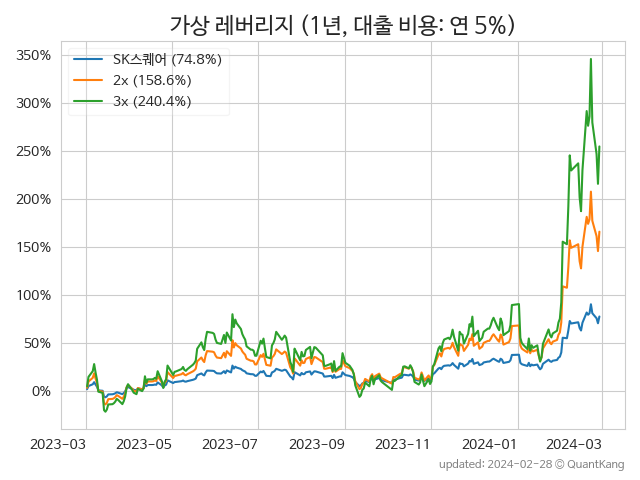 가상 레버리지 (1년, 대출 비용: 연 5%)
SK스퀘어 (74.8%)
2x (158.6%)
3x (240.4%)
350%
300%
250%
200%
150%
100%
50%
0%
2023-03 2023-05 2023-07 2023-09 2023-11 2024-01 2024-03
updated: 2024-02-28 © QuantKang